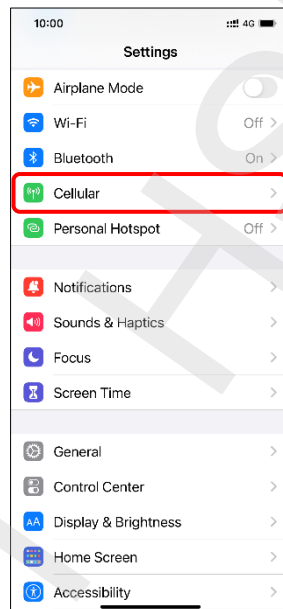 10:00 4G
Settings
Airplane Mode
Wi-Fi Off
Bluetooth On
Cellular
Personal Hotspot Off
Notifications
Sounds & Haptics
Focus
Screen Time
General
Control Center
AA Display & Brightness
Home Screen
Accessibility